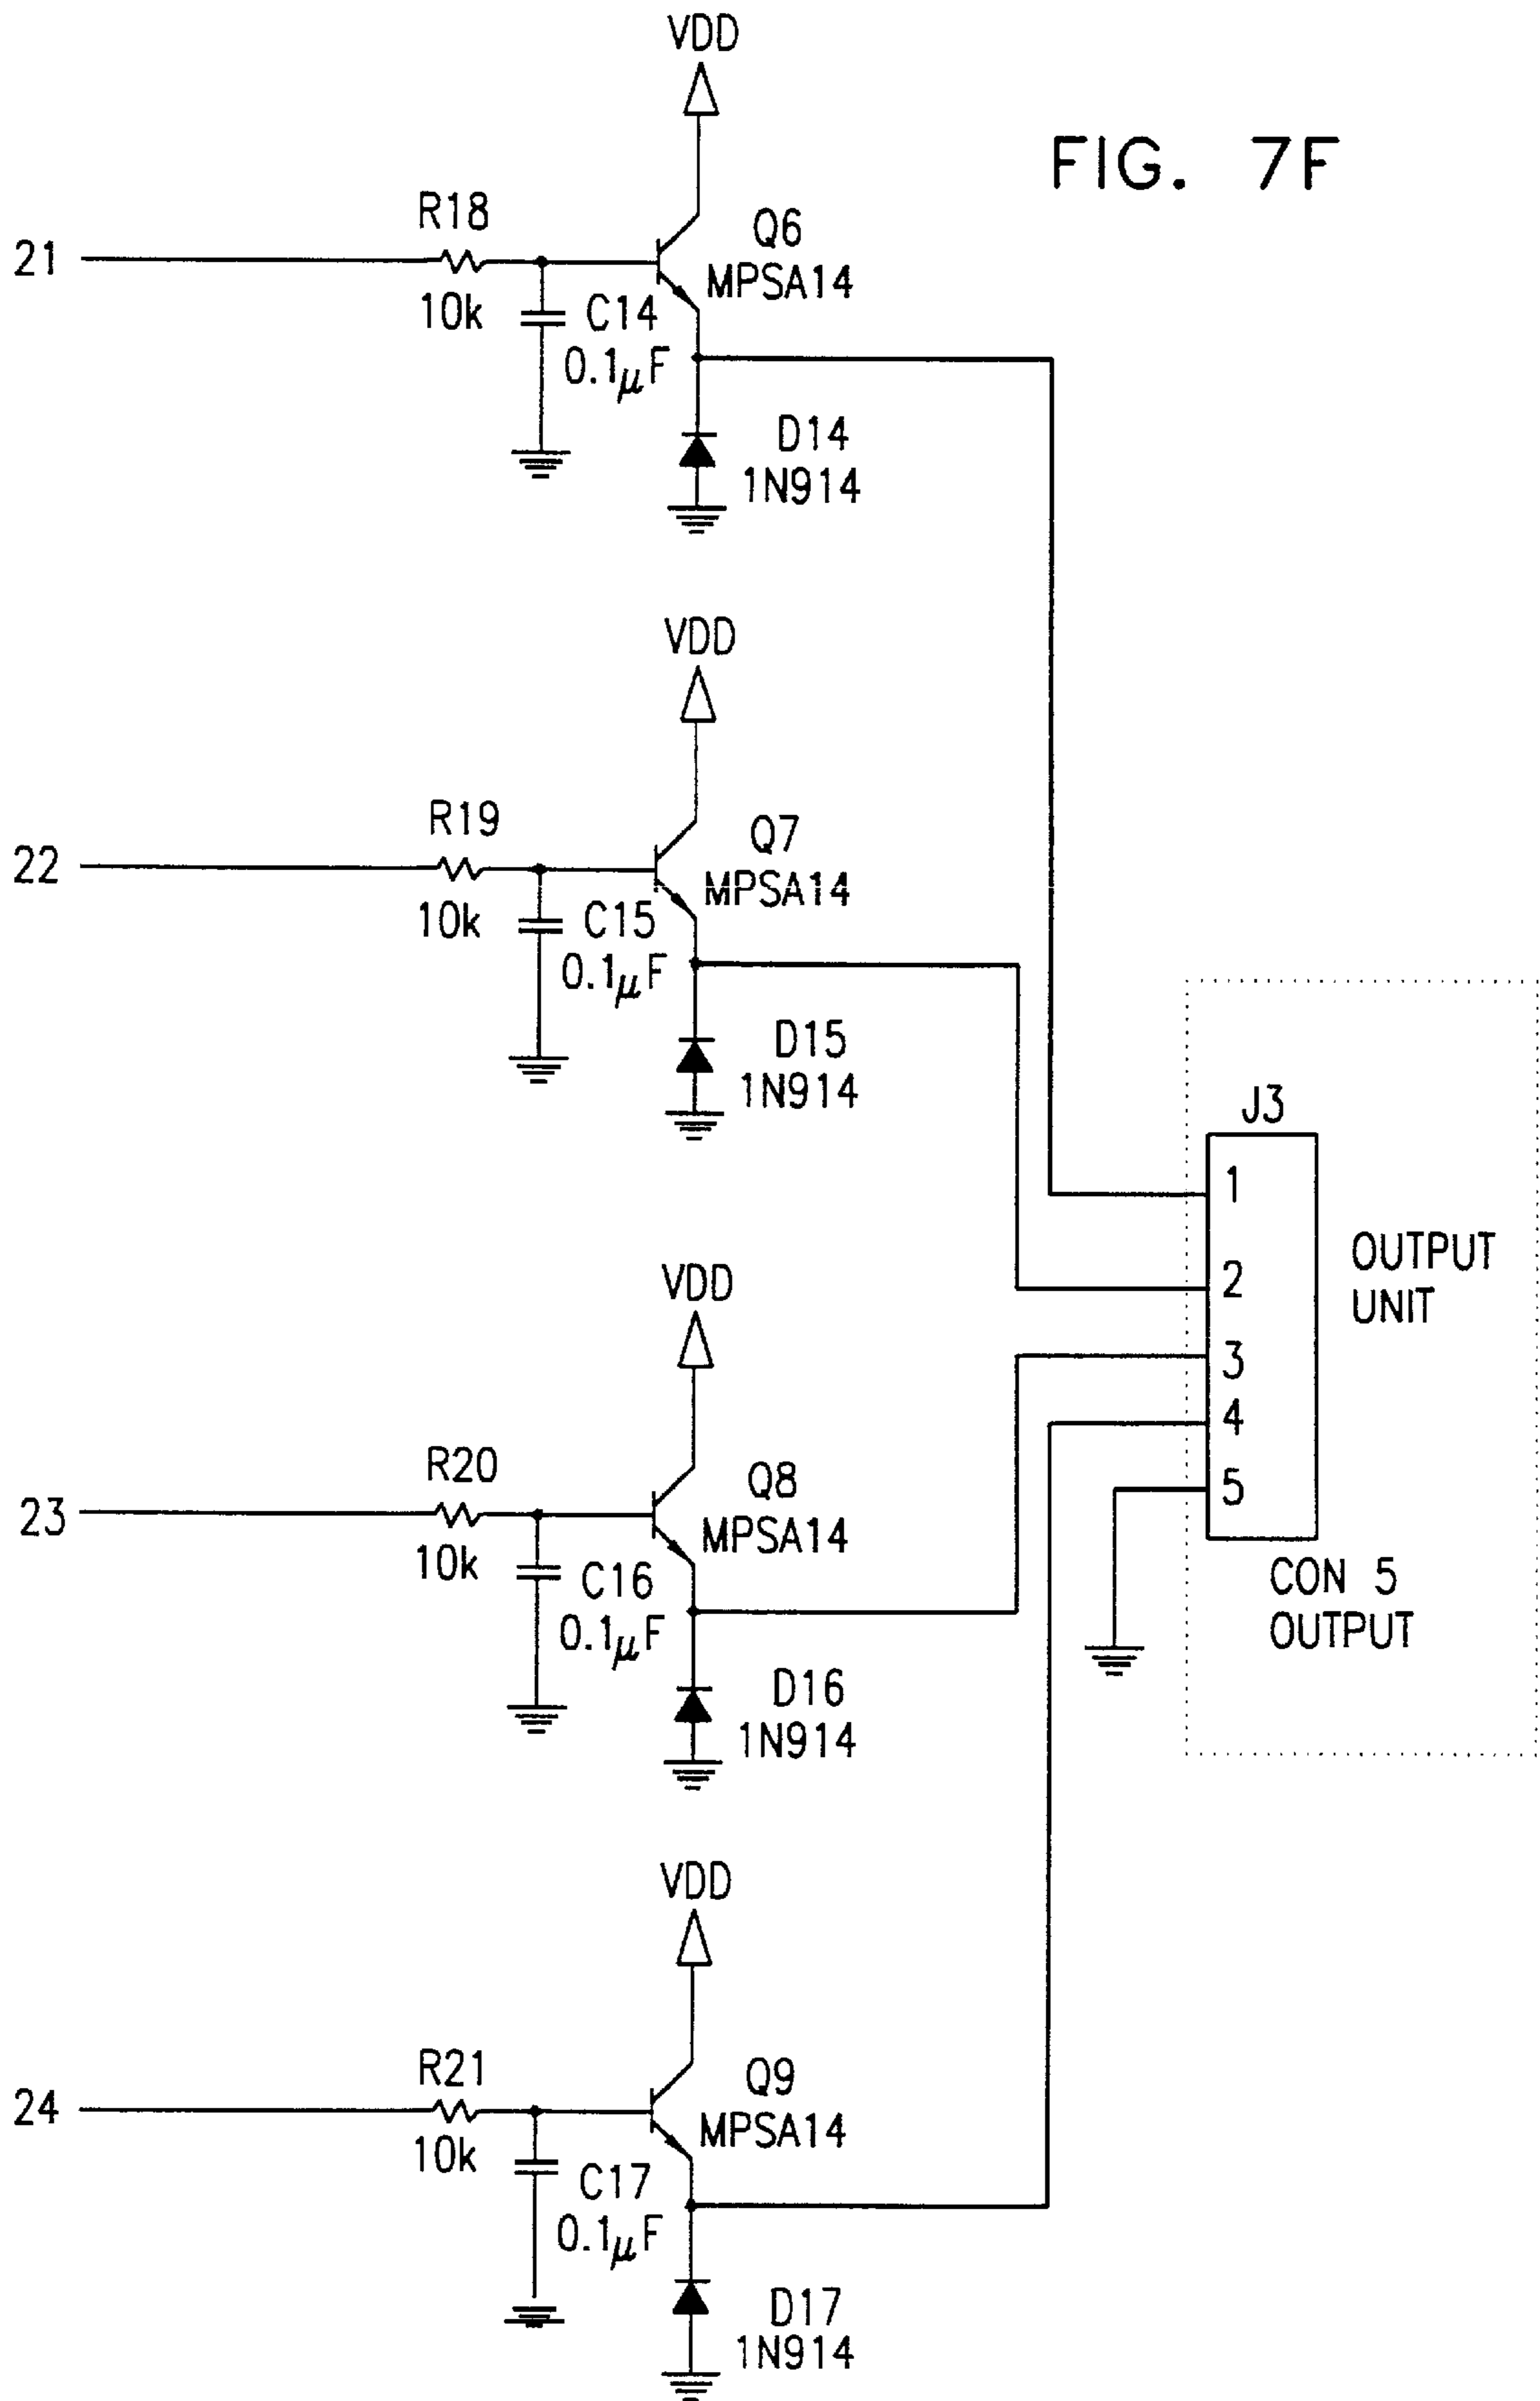 VDD
FIG. 7F
R18
Q6
21
MPSA14
10k
C14
0.1μF
D14
1N914
VDD
R19
Q7
22
MPSA14
10k
C15
0.1μF
D15
1N914
J3
1
OUTPUT
2
UNIT
VDD
3
4
R20
Q8
5
23
MPSA14
10k
C16
CON 5
0.1μF
OUTPUT
D16
1N914
VDD
R21
Q9
24
MPSA14
10k
C17
0.1μF
D17
1N914